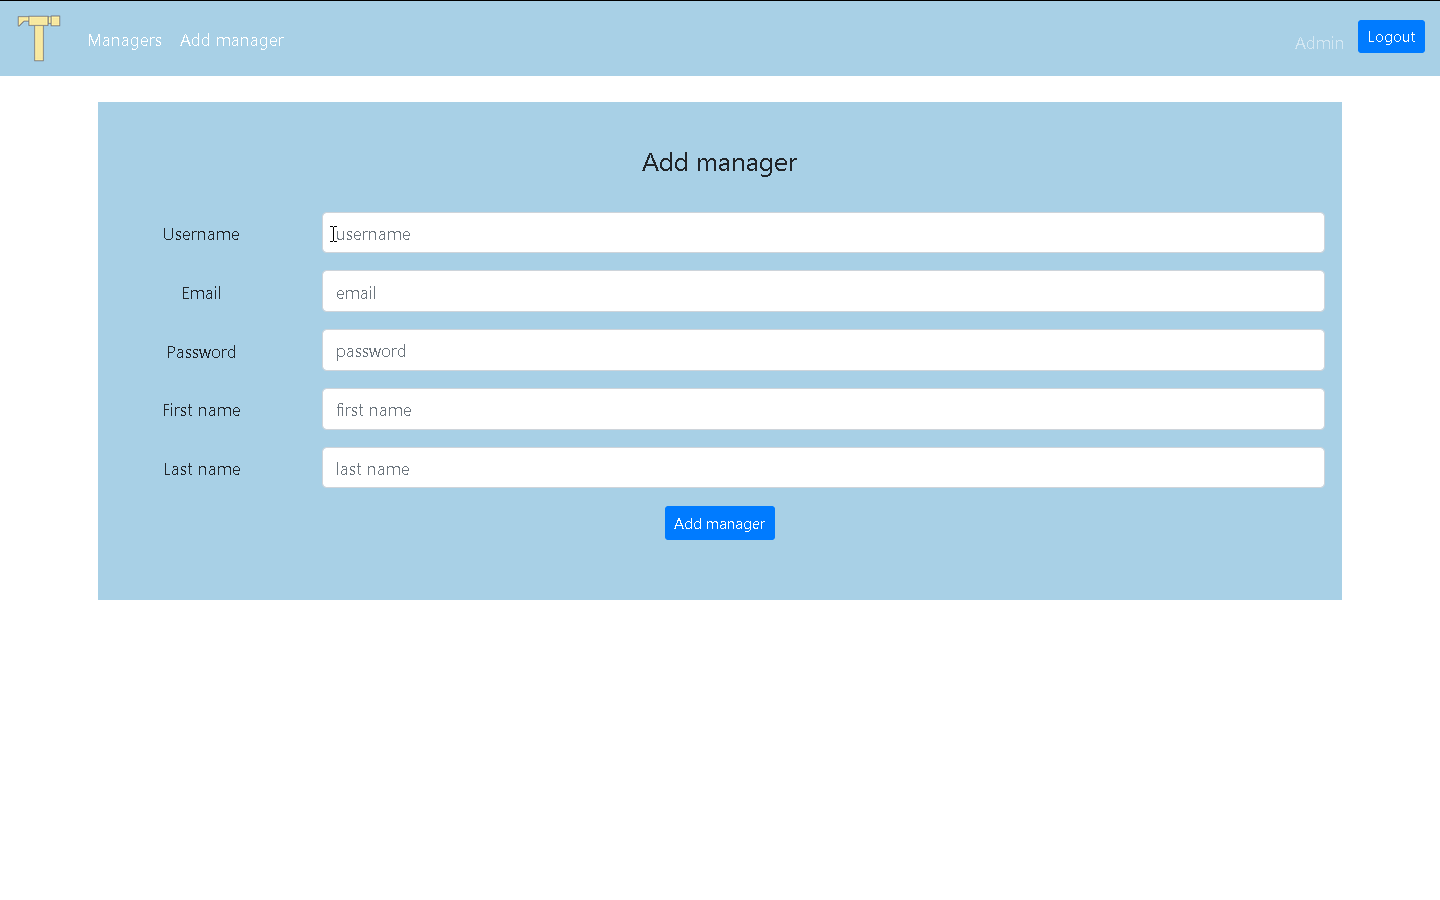 Managers Add manager Admin Logout
Add manager
Username username
Email email
Password password
First name first name
Last name last name
Add manager